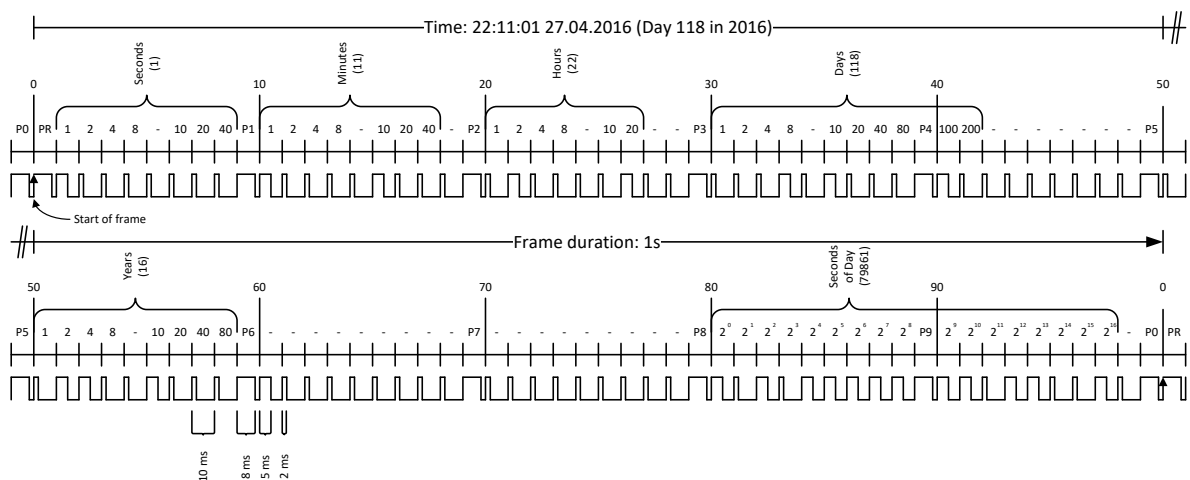 Time: 22:11:01 27.04.2016 (Day 118 in 2016)
Seconds
(1)
Minutes
(11)
Hours
(22)
Days
(118)
0 10 20 30 40 50
P0 PR 1 2 4 8 - 10 20 40 P1 1 2 4 8 - 10 20 40 - P2 1 2 4 8 - 10 20 - - P3 1 2 4 8 - 10 20 40 80 P4 100 200 - - - - - - - P5
Start of frame
Frame duration: 1s
Years
(16)
Seconds
of Day
(79861)
50 60 70 80 90 0
P5 1 2 4 8 - 10 20 40 80 P6 - - - - - - - - - P7 - - - - - - - - - P8 2⁰ 2¹ 2² 2³ 2⁴ 2⁵ 2⁶ 2⁷ 2⁸ P9 2⁹ 2¹⁰ 2¹¹ 2¹² 2¹³ 2¹⁴ 2¹⁵ 2¹⁶ - P0 PR
10 ms
8 ms
5 ms
2 ms